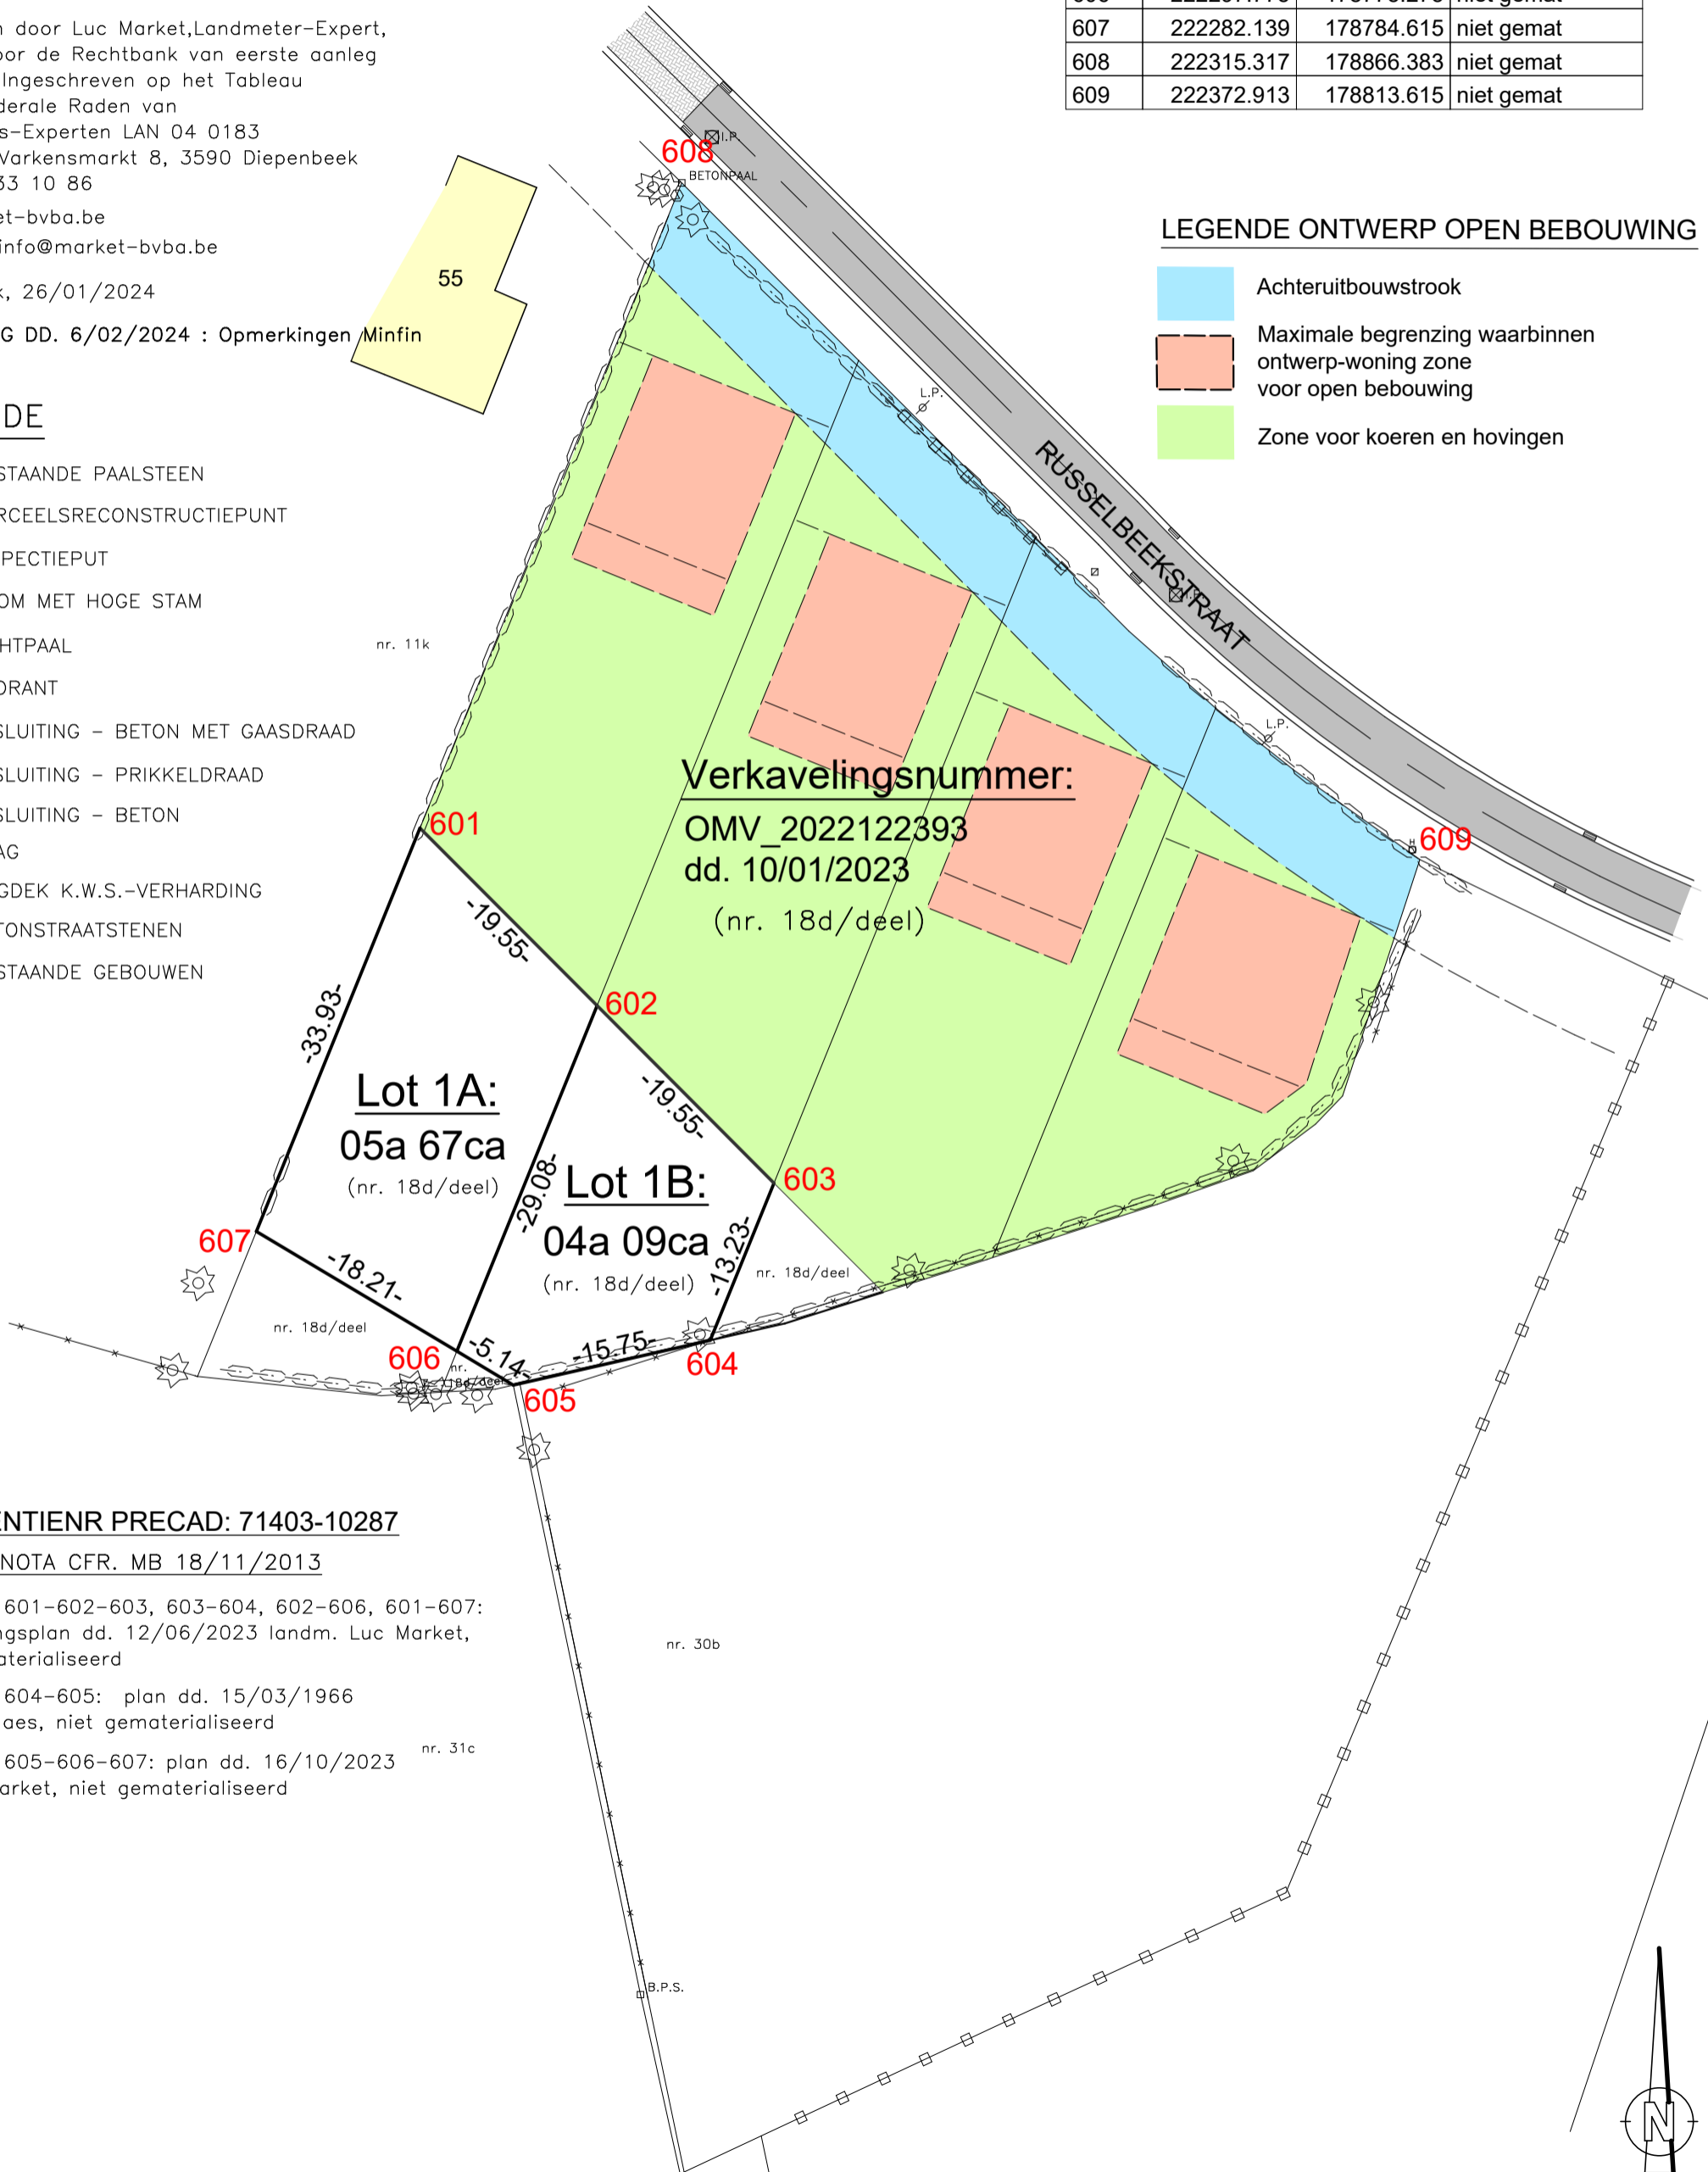 n door Luc Market,Landmeter-Expert,
oor de Rechtbank van eerste aanleg
Ingeschreven op het Tableau
derale Raden van
s-Experten LAN 04 0183
Varkensmarkt 8, 3590 Diepenbeek
33 10 86
et-bvba.be
info@market-bvba.be
k, 26/01/2024
G DD. 6/02/2024 : Opmerkingen Minfin
607 222282.139 178784.615 niet gemat
608 222315.317 178866.383 niet gemat
609 222372.913 178813.615 niet gemat
LEGENDE ONTWERP OPEN BEBOUWING
Achteruitbouwstrook
Maximale begrenzing waarbinnen
ontwerp-woning zone
voor open bebouwing
Zone voor koeren en hovingen
DE
STAANDE PAALSTEEN
RCEELSRECONSTRUCTIEPUNT
PECTIEPUT
OM MET HOGE STAM
HTPAAL
DRANT
SLUITING - BETON MET GAASDRAAD
SLUITING - PRIKKELDRAAD
SLUITING - BETON
AG
GDEK K.W.S.-VERHARDING
TONSTRAATSTENEN
STAANDE GEBOUWEN
I.P.
608
BETONPAAL
55
L.P.
RUSSELBEEKSTRAAT
nr. 11k
L.P.
Verkavelingsnummer:
OMV_2022122393
dd. 10/01/2023
(nr. 18d/deel)
601
609
-19.55-
602
-33.93-
Lot 1A:
05a 67ca
(nr. 18d/deel)
-19.55-
-29.08-
Lot 1B:
04a 09ca
(nr. 18d/deel)
603
-13.23-
nr. 18d/deel
607
-18.21-
nr. 18d/deel
606
-5.14-
nr.
18d/deel
-15.75-
604
605
ENTIENR PRECAD: 71403-10287
NOTA CFR. MB 18/11/2013
601-602-603, 603-604, 602-606, 601-607:
ngsplan dd. 12/06/2023 landm. Luc Market,
aterialiseerd
604-605: plan dd. 15/03/1966
aes, niet gematerialiseerd
605-606-607: plan dd. 16/10/2023
arket, niet gematerialiseerd
nr. 30b
nr. 31c
B.P.S.
N